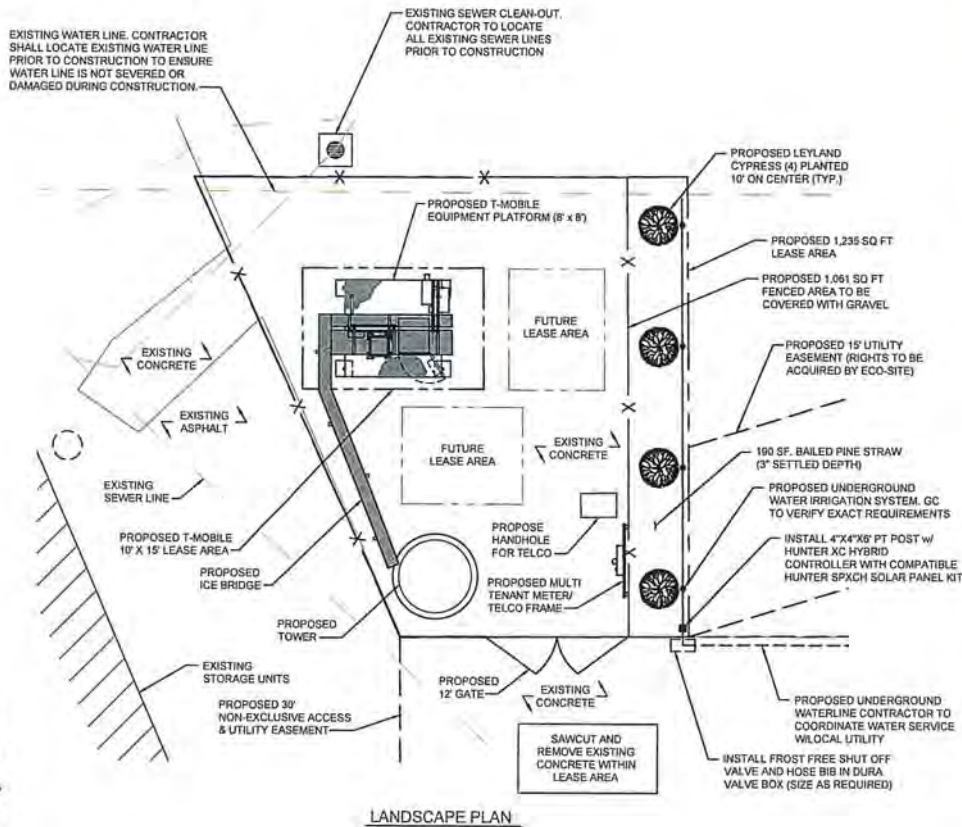 EXISTING SEWER CLEAN-OUT.
CONTRACTOR TO LOCATE
ALL EXISTING SEWER LINES
PRIOR TO CONSTRUCTION
EXISTING WATER LINE. CONTRACTOR
SHALL LOCATE EXISTING WATER LINE
PRIOR TO CONSTRUCTION TO ENSURE
WATER LINE IS NOT SEVERED OR
DAMAGED DURING CONSTRUCTION.
PROPOSED LEYLAND
CYPRESS (4) PLANTED
10' ON CENTER (TYP.)
PROPOSED T-MOBILE
EQUIPMENT PLATFORM (8' x 8')
PROPOSED 1,235 SQ FT
LEASE AREA
PROPOSED 1,061 SQ FT
FENCED AREA TO BE
COVERED WITH GRAVEL
FUTURE
LEASE AREA
PROPOSED 15' UTILITY
EASEMENT (RIGHTS TO BE
ACQUIRED BY ECO-SITE)
EXISTING
CONCRETE
EXISTING
ASPHALT
FUTURE
LEASE AREA
EXISTING
CONCRETE
190 SF. BAILED PINE STRAW
(3" SETTLED DEPTH)
EXISTING
SEWER LINE
PROPOSED UNDERGROUND
WATER IRRIGATION SYSTEM. GC
TO VERIFY EXACT REQUIREMENTS
PROPOSED T-MOBILE
10' X 15' LEASE AREA
PROPOSE
HANDHOLE
FOR TELCO
INSTALL 4"X4"X6' PT POST w/
HUNTER XC HYBRID
CONTROLLER WITH COMPATIBLE
HUNTER SPXCH SOLAR PANEL KIT
PROPOSED
ICE BRIDGE
PROPOSED MULTI
TENANT METER/
TELCO FRAME
PROPOSED
TOWER
EXISTING
STORAGE UNITS
PROPOSED
12' GATE
EXISTING
CONCRETE
PROPOSED 30'
NON-EXCLUSIVE ACCESS
& UTILITY EASEMENT
PROPOSED UNDERGROUND
WATERLINE CONTRACTOR TO
COORDINATE WATER SERVICE
W/LOCAL UTILITY
SAWCUT AND
REMOVE EXISTING
CONCRETE WITHIN
LEASE AREA
INSTALL FROST FREE SHUT OFF
VALVE AND HOSE BIB IN DURA
VALVE BOX (SIZE AS REQUIRED)
LANDSCAPE PLAN